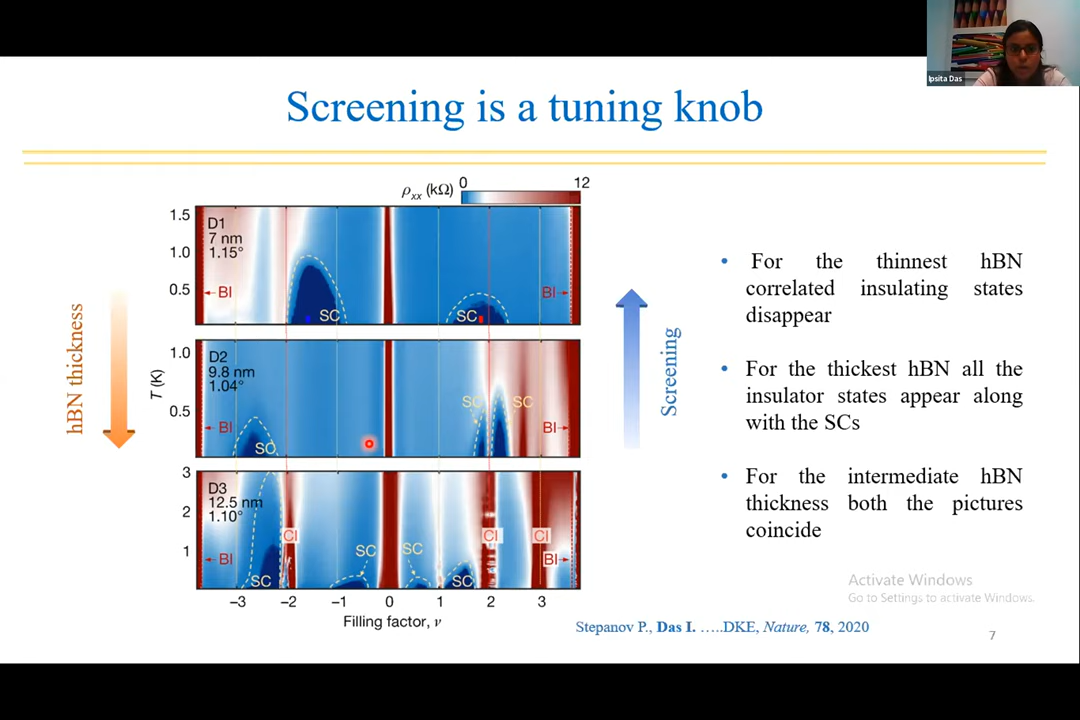 Ipsita Das
Screening is a tuning knob
ρxx (kΩ)
0
12
1.5
1.0
0.5
D1
7 nm
1.15°
BI
SC
SC
BI
1.0
0.5
D2
9.8 nm
1.04°
BI
SC
SC
SC
BI
3
2
1
D3
12.5 nm
1.10°
BI
SC
CI
SC
SC
SC
CI
CI
BI
−3
−2
−1
0
1
2
3
Filling factor, ν
T (K)
hBN thickness
Screening
• For the thinnest hBN
correlated insulating states
disappear
• For the thickest hBN all the
insulator states appear along
with the SCs
• For the intermediate hBN
thickness both the pictures
coincide
Activate Windows
Go to Settings to activate Windows.
Stepanov P., Das I. .....DKE, Nature, 78, 2020
7